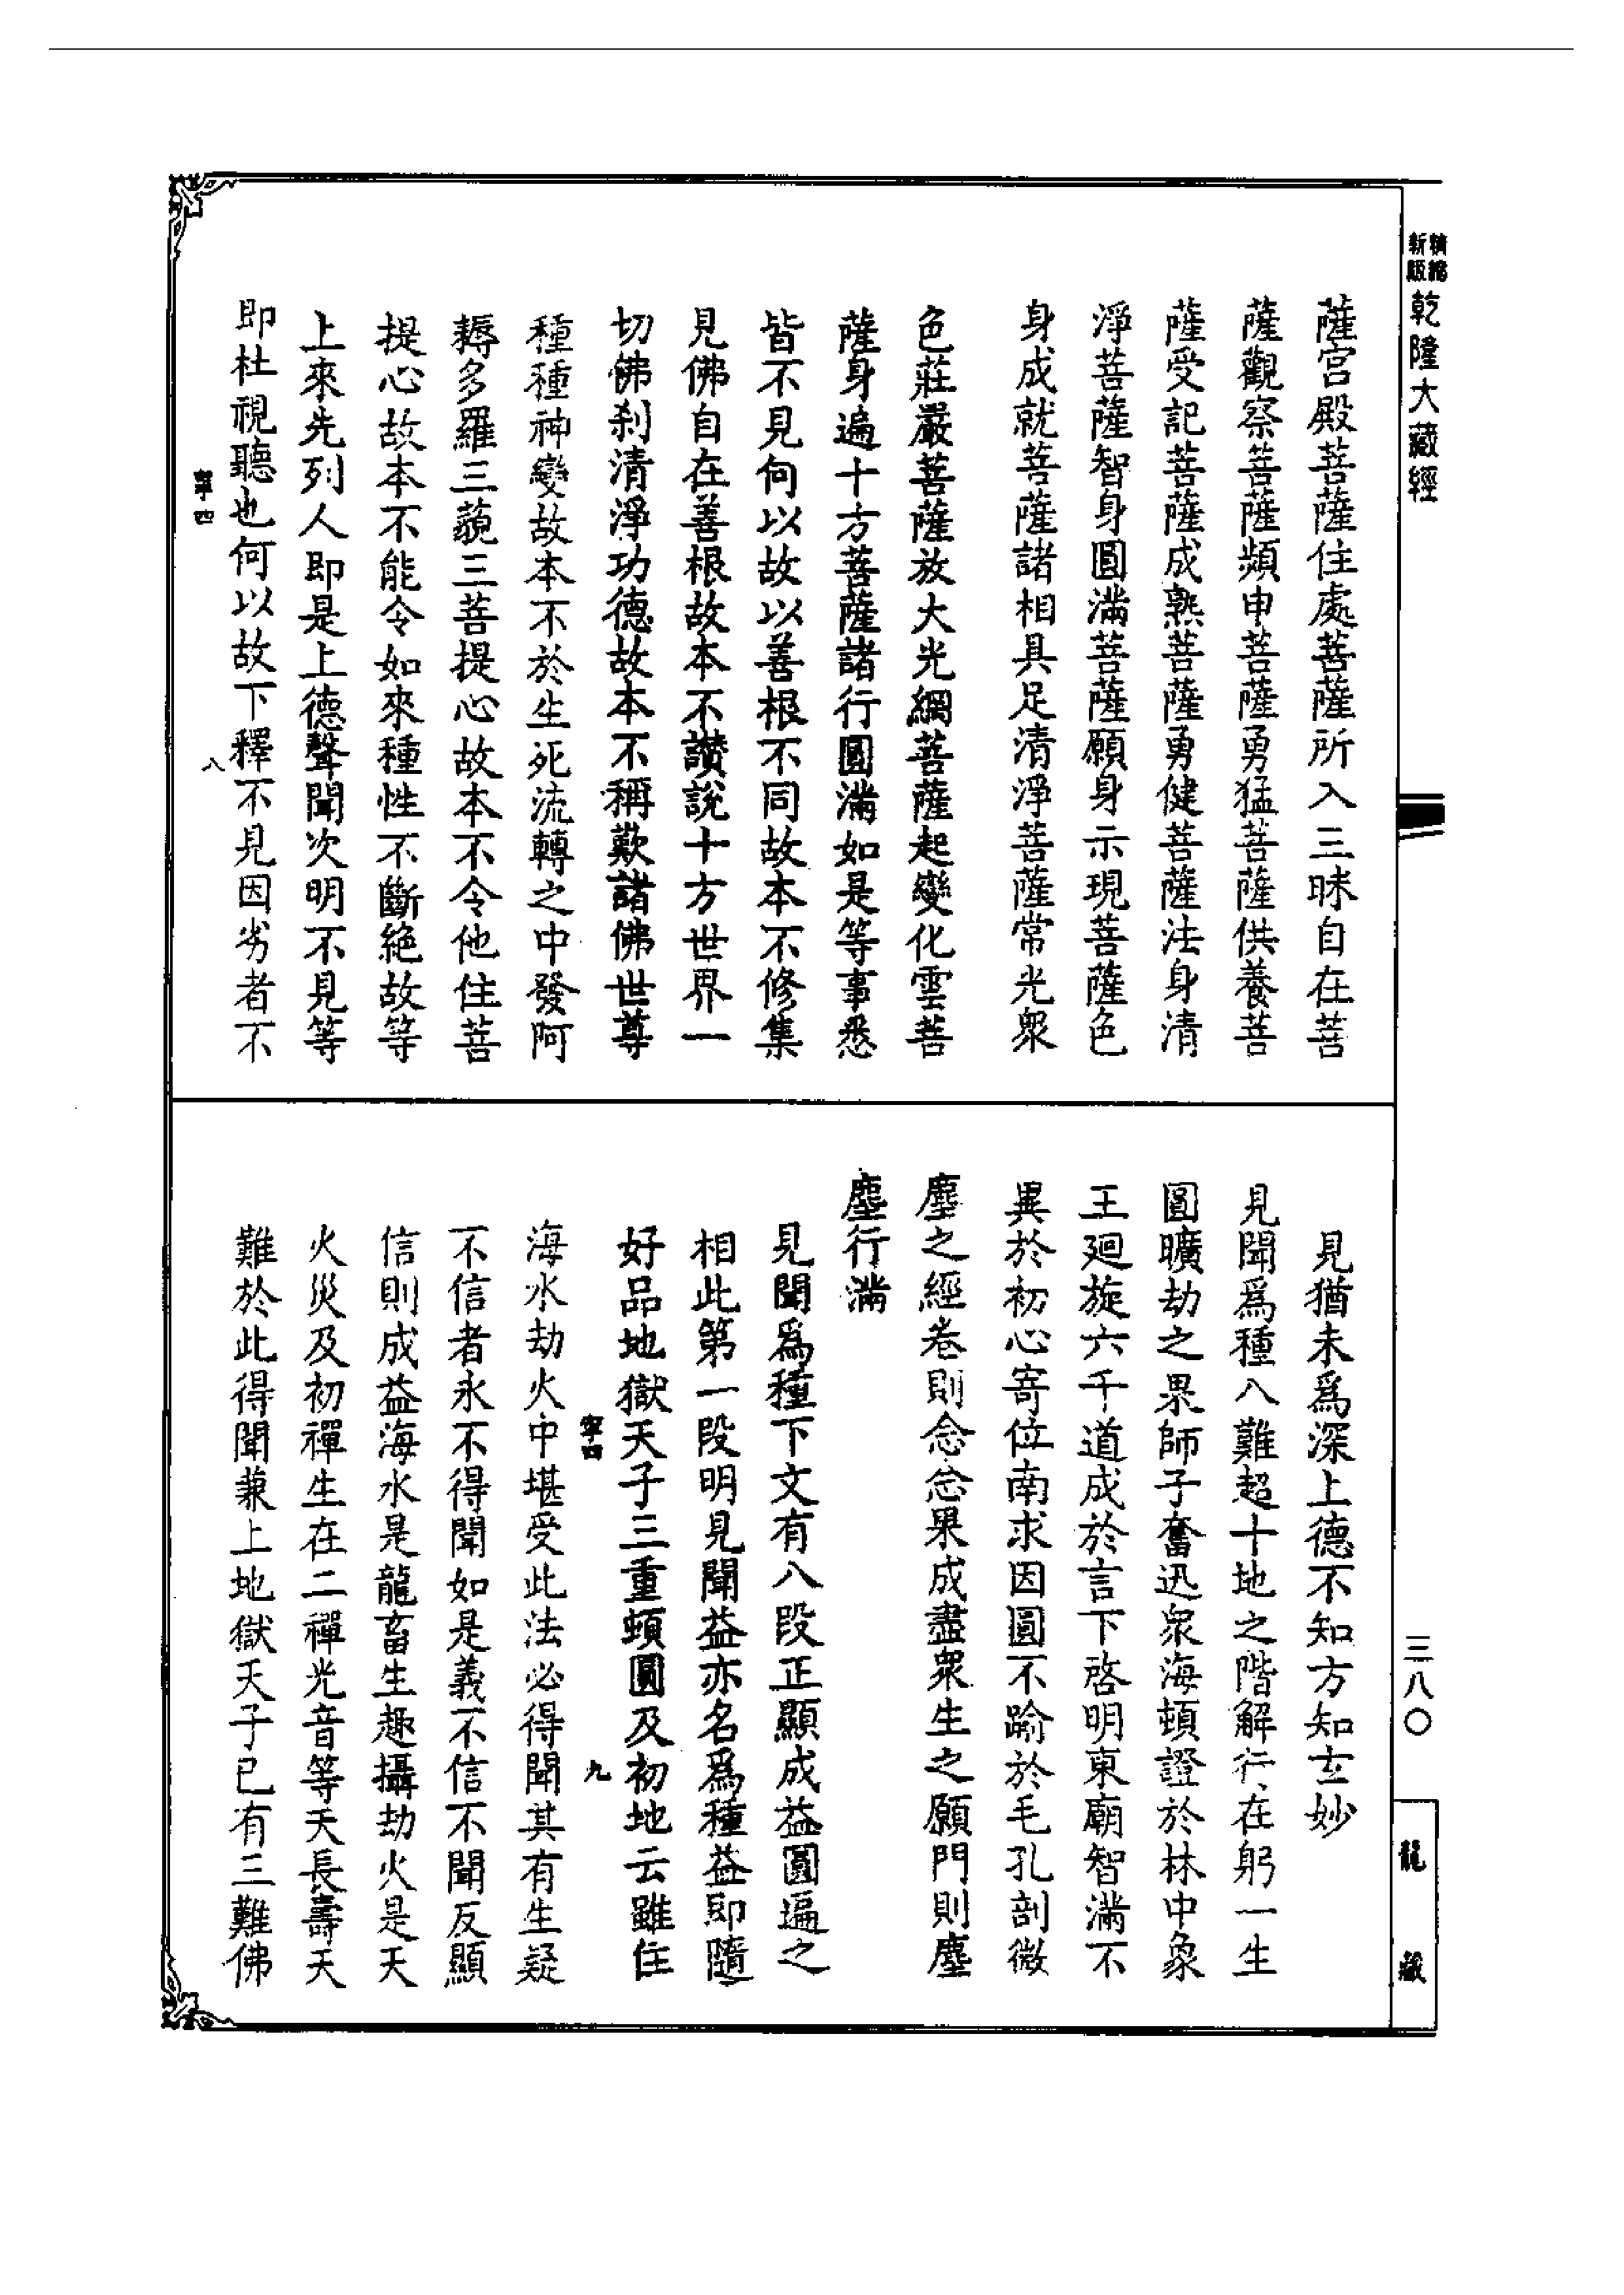 精縮
新版
乾隆大藏經
薩宮殿菩薩住處菩薩所入三昧自在菩
薩觀察菩薩頻申菩薩勇猛菩薩供養菩
薩受記菩薩成熟菩薩勇健菩薩法身清
淨菩薩智身圓滿菩薩願身示現菩薩色
身成就菩薩諸相具足清淨菩薩常光眾
色莊嚴菩薩放大光網菩薩起變化雲菩
薩身遍十方菩薩諸行圓滿如是等事悉
皆不見何以故以善根不同故本不修集
見佛自在善根故本不讚說十方世界一
切佛剎清淨功德故本不稱歎諸佛世尊
種種神變故本不於生死流轉之中發阿
耨多羅三藐三菩提心故本不令他住菩
提心故本不能令如來種性不斷絕故等
上來先列人即是上德聲聞次明不見等
即杜視聽也何以故下釋不見因劣者不
寧四
八
見猶未爲深上德不知方知玄妙
見聞爲種八難超十地之階解行在躬一生
圓曠劫之果師子奮迅眾海頓證於林中象
王廻旋六千道成於言下啓明東廟智滿不
異於初心寄位南求因圓不踰於毛孔剖微
塵之經卷則念念果成盡眾生之願門則塵
塵行滿
見聞爲種下文有八段正顯成益圓遍之
相此第一段明見聞益亦名爲種益即隨
好品地獄天子三重頓圓及初地云雖住
寧四
九
海水劫火中堪受此法必得聞其有生疑
不信者永不得聞如是義不信不聞反顯
信則成益海水是龍畜生趣攝劫火是天
火災及初禪生在二禪光音等天長壽天
難於此得聞兼上地獄天子已有三難佛
三八〇
龍藏